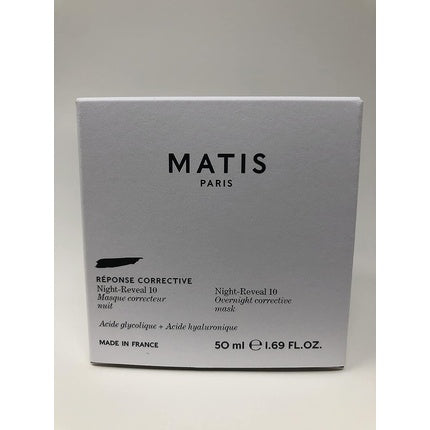 MATIS
PARIS
RÉPONSE CORRECTIVE
Night-Reveal 10
Masque correcteur
nuit
Night-Reveal 10
Overnight corrective
mask
Acide glycolique + Acide hyaluronique
MADE IN FRANCE
50 ml ℮ 1.69 FL.OZ.